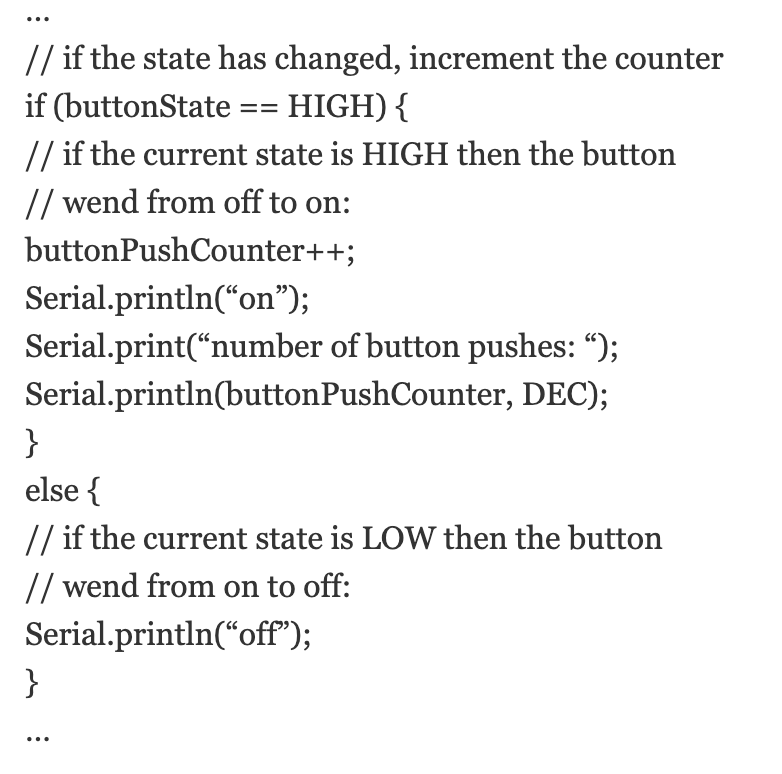 ...
// if the state has changed, increment the counter
if (buttonState == HIGH) {
// if the current state is HIGH then the button
// wend from off to on:
buttonPushCounter++;
Serial.println(“on”);
Serial.print(“number of button pushes: “);
Serial.println(buttonPushCounter, DEC);
}
else {
// if the current state is LOW then the button
// wend from on to off:
Serial.println(“off”);
}
...